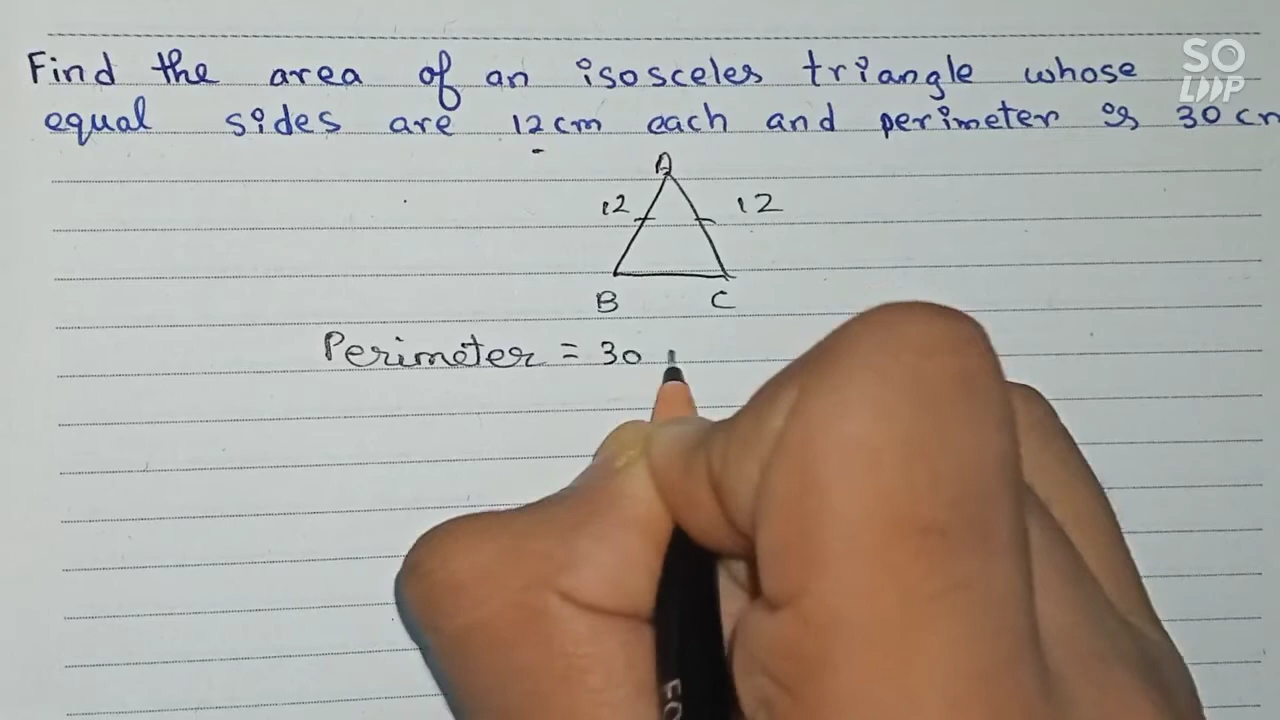 SO
LOOP
Find the area of an isosceles triangle whose
equal sides are 12cm each and perimeter is 30 cm
A
12 12
B C
Perimeter = 30